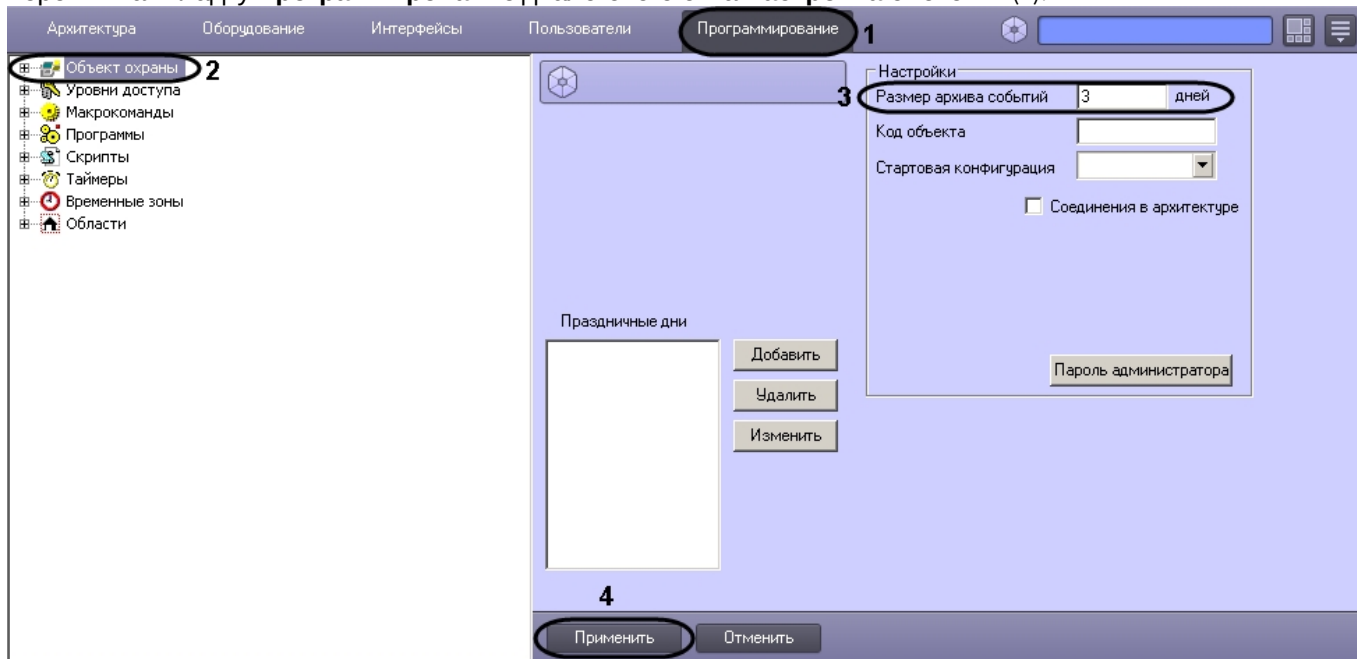 Архитектура Оборудование Интерфейсы Пользователи Программирование 1
Объект охраны 2
Уровни доступа
Макрокоманды
Программы
Скрипты
Таймеры
Временные зоны
Области
Настройки
3 Размер архива событий 3 дней
Код объекта
Стартовая конфигурация
Соединения в архитектуре
Пароль администратора
Праздничные дни
Добавить
Удалить
Изменить
4
Применить Отменить